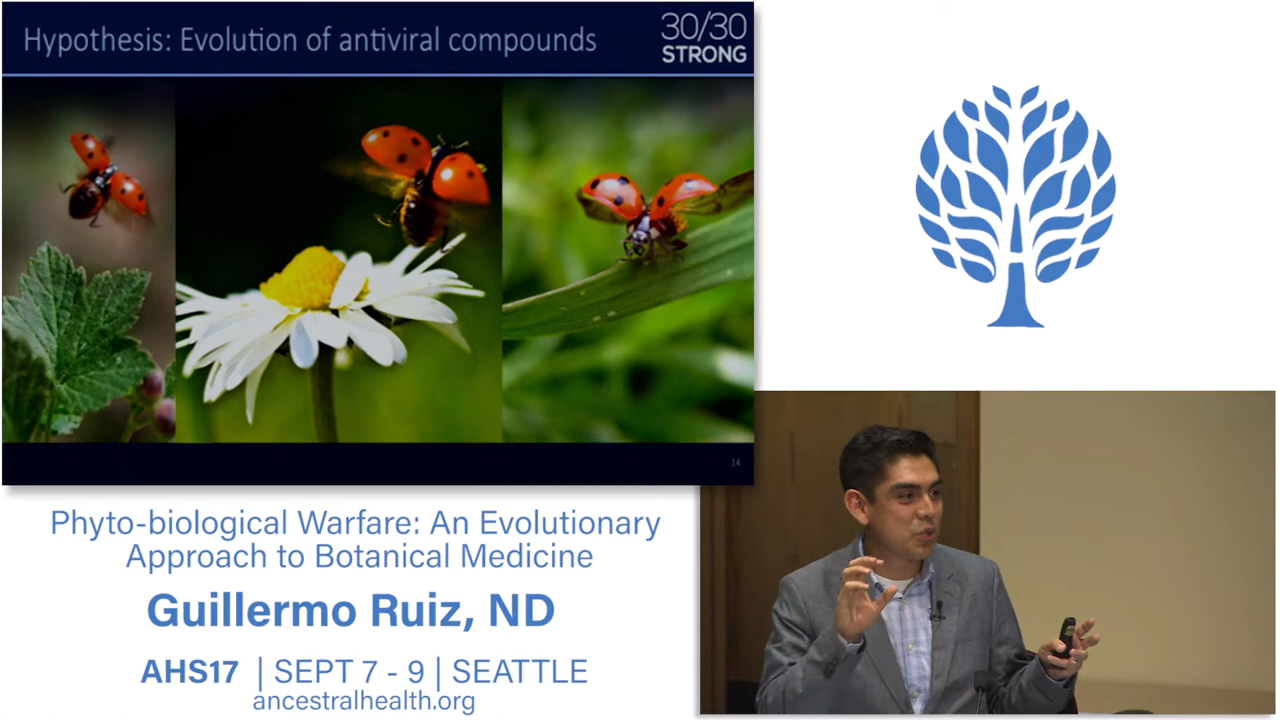 Hypothesis: Evolution of antiviral compounds
30/30
STRONG
14
Phyto-biological Warfare: An Evolutionary
Approach to Botanical Medicine
Guillermo Ruiz, ND
AHS17 | SEPT 7 - 9 | SEATTLE
ancestralhealth.org